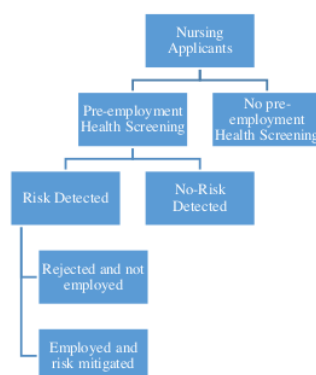 Nursing
Applicants
Pre-employment
Health Screening
No pre-
employment
Health Screening
Risk Detected
No-Risk
Detected
Rejected and not
employed
Employed and
risk mitigated